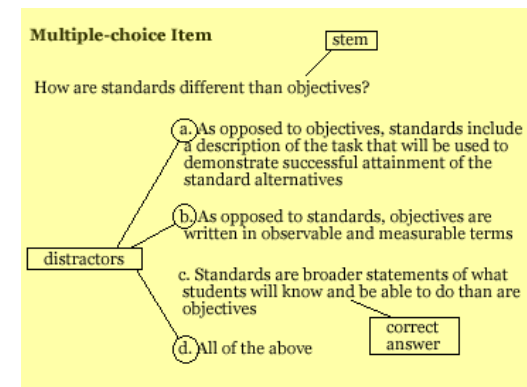 Multiple-choice Item
stem
How are standards different than objectives?
a. As opposed to objectives, standards include
a description of the task that will be used to
demonstrate successful attainment of the
standard alternatives
b. As opposed to standards, objectives are
written in observable and measurable terms
distractors
c. Standards are broader statements of what
students will know and be able to do than are
objectives
correct
answer
d. All of the above